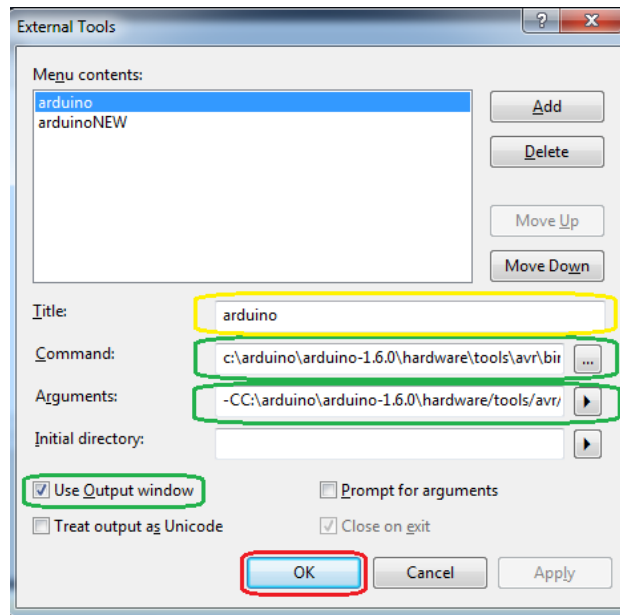 External Tools
Menu contents:
arduino
arduinoNEW
Add
Delete
Move Up
Move Down
Title:
arduino
Command:
c:\arduino\arduino-1.6.0\hardware\tools\avr\bin
...
Arguments:
-CC:\arduino\arduino-1.6.0\hardware/tools/avr/
Initial directory:
Use Output window
Prompt for arguments
Treat output as Unicode
Close on exit
OK
Cancel
Apply